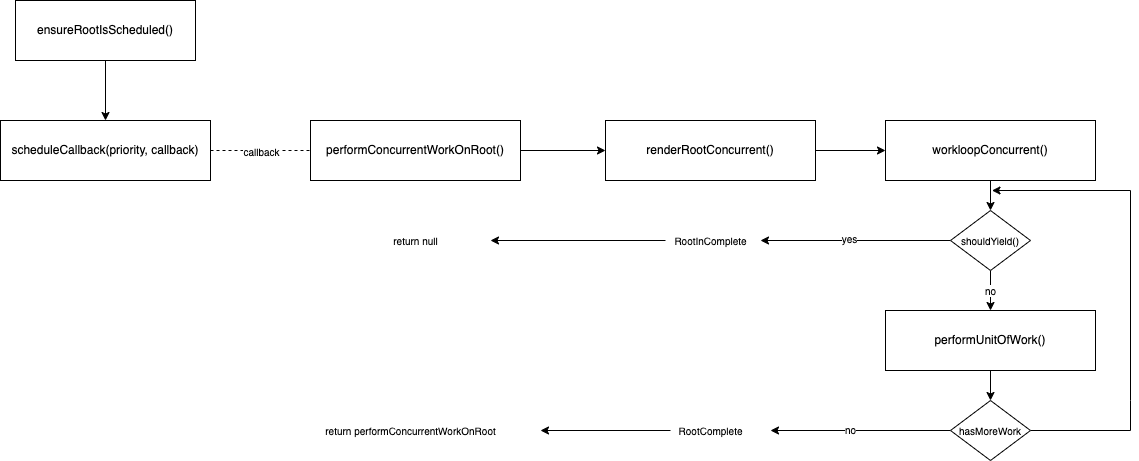 ensureRootIsScheduled()
scheduleCallback(priority, callback)
callback
performConcurrentWorkOnRoot()
renderRootConcurrent()
workloopConcurrent()
return null
RootInComplete
yes
shouldYield()
no
performUnitOfWork()
return performConcurrentWorkOnRoot
RootComplete
no
hasMoreWork